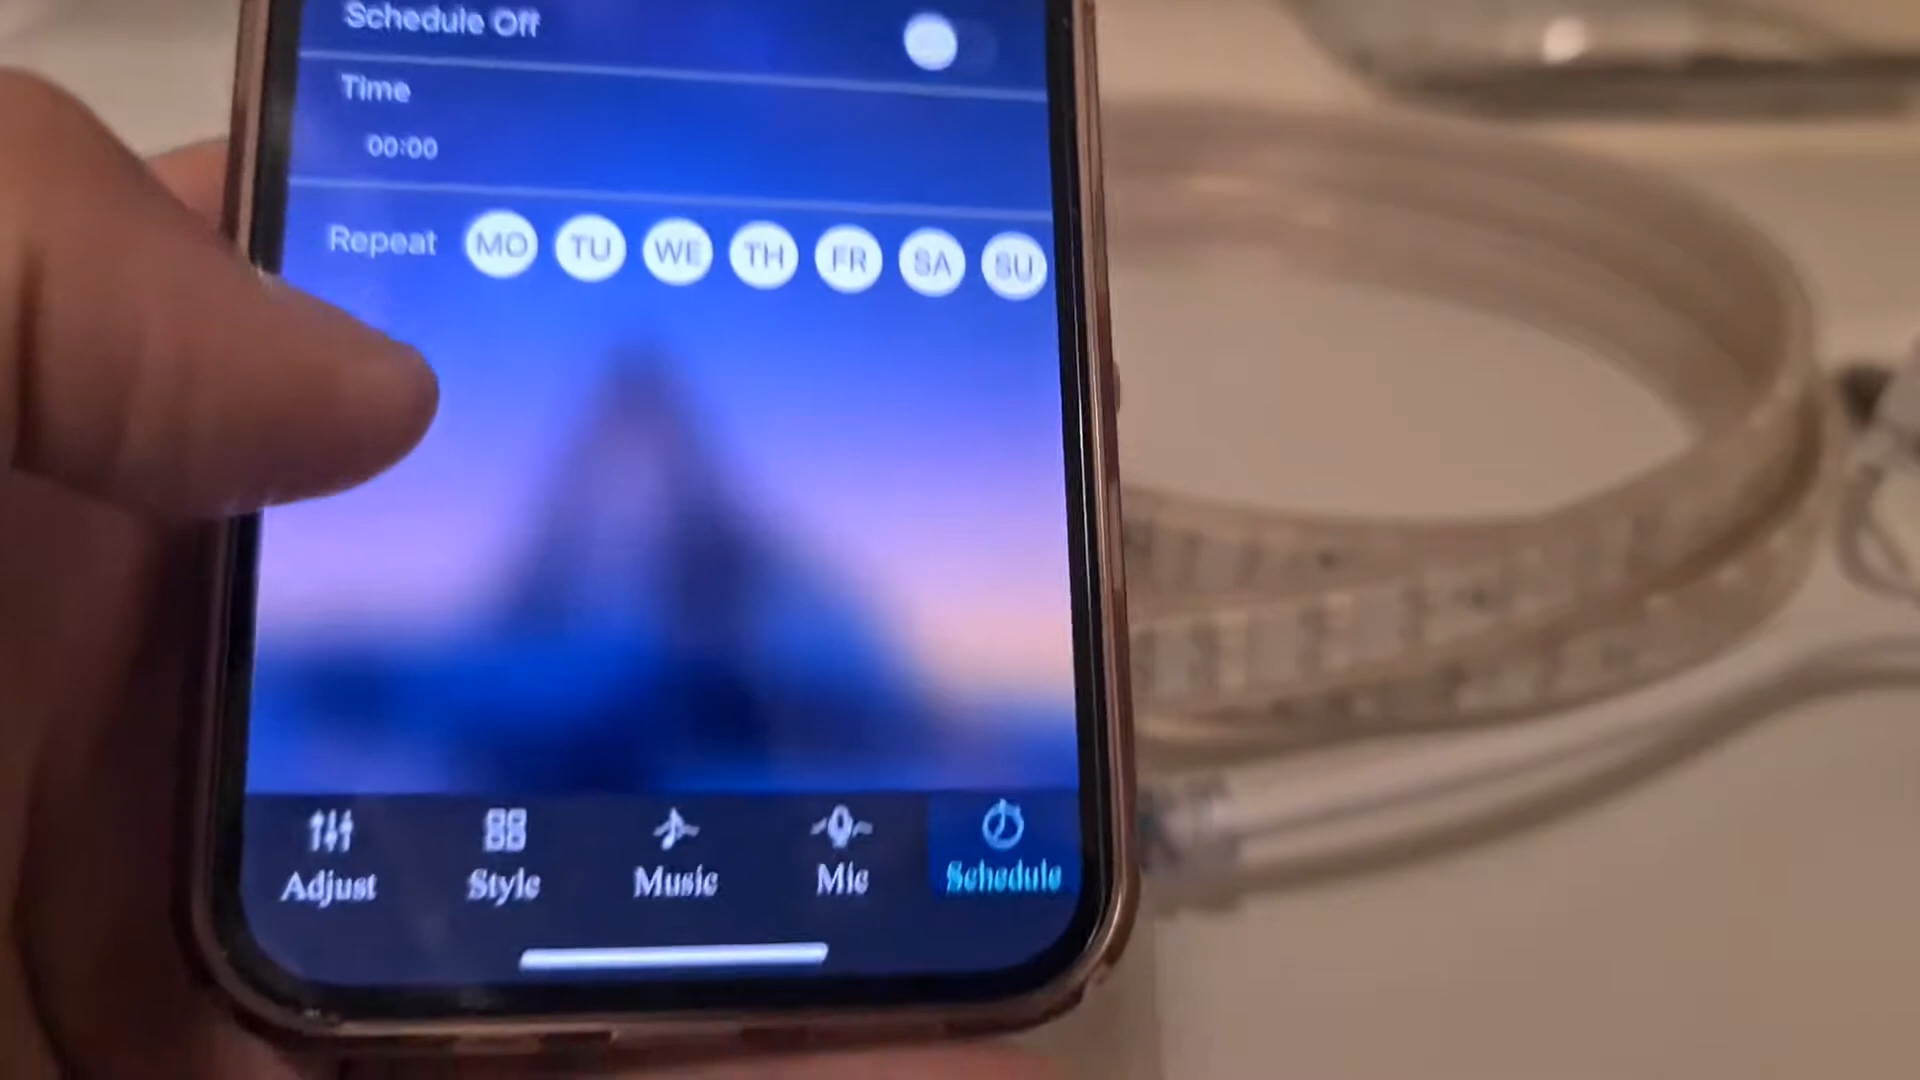 Schedule Off
Time
00:00
Repeat MO TU WE TH FR SA SU
Adjust Style Music Mic Schedule